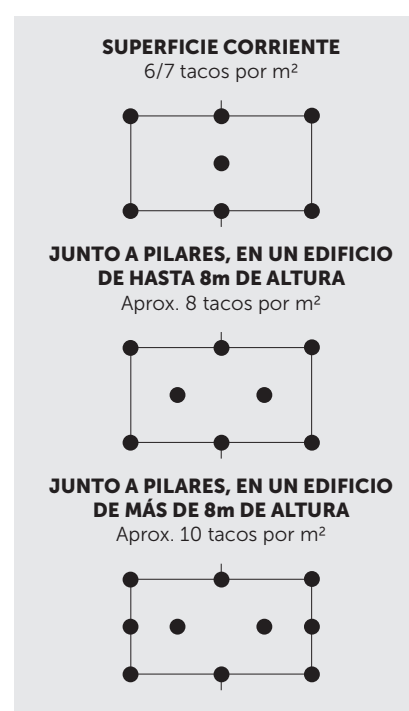 SUPERFICIE CORRIENTE
6/7 tacos por m²
JUNTO A PILARES, EN UN EDIFICIO
DE HASTA 8m DE ALTURA
Aprox. 8 tacos por m²
JUNTO A PILARES, EN UN EDIFICIO
DE MÁS DE 8m DE ALTURA
Aprox. 10 tacos por m²